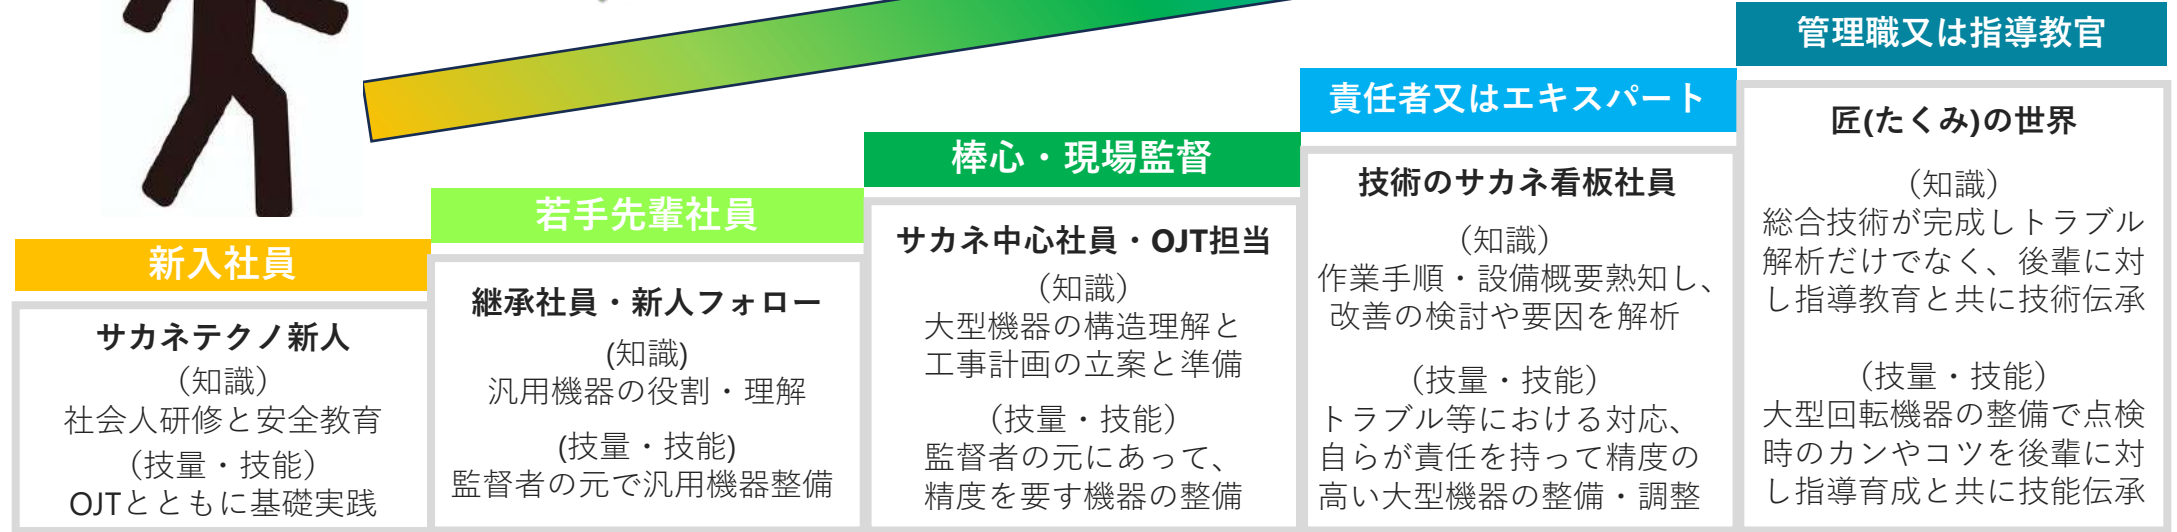 新入社員
サカネテクノ新人
（知識）
社会人研修と安全教育
（技量・技能）
OJTとともに基礎実践
若手先輩社員
継承社員・新人フォロー
(知識)
汎用機器の役割・理解
(技量・技能)
監督者の元で汎用機器整備
棒心・現場監督
サカネ中心社員・OJT担当
（知識）
大型機器の構造理解と
工事計画の立案と準備
（技量・技能）
監督者の元にあって、
精度を要す機器の整備
責任者又はエキスパート
技術のサカネ看板社員
（知識）
作業手順・設備概要熟知し、
改善の検討や要因を解析
（技量・技能）
トラブル等における対応、
自らが責任を持って精度の
高い大型機器の整備・調整
管理職又は指導教官
匠(たくみ)の世界
（知識）
総合技術が完成しトラブル
解析だけでなく、後輩に対
し指導教育と共に技術伝承
（技量・技能）
大型回転機器の整備で点検
時のカンやコツを後輩に対
し指導育成と共に技能伝承